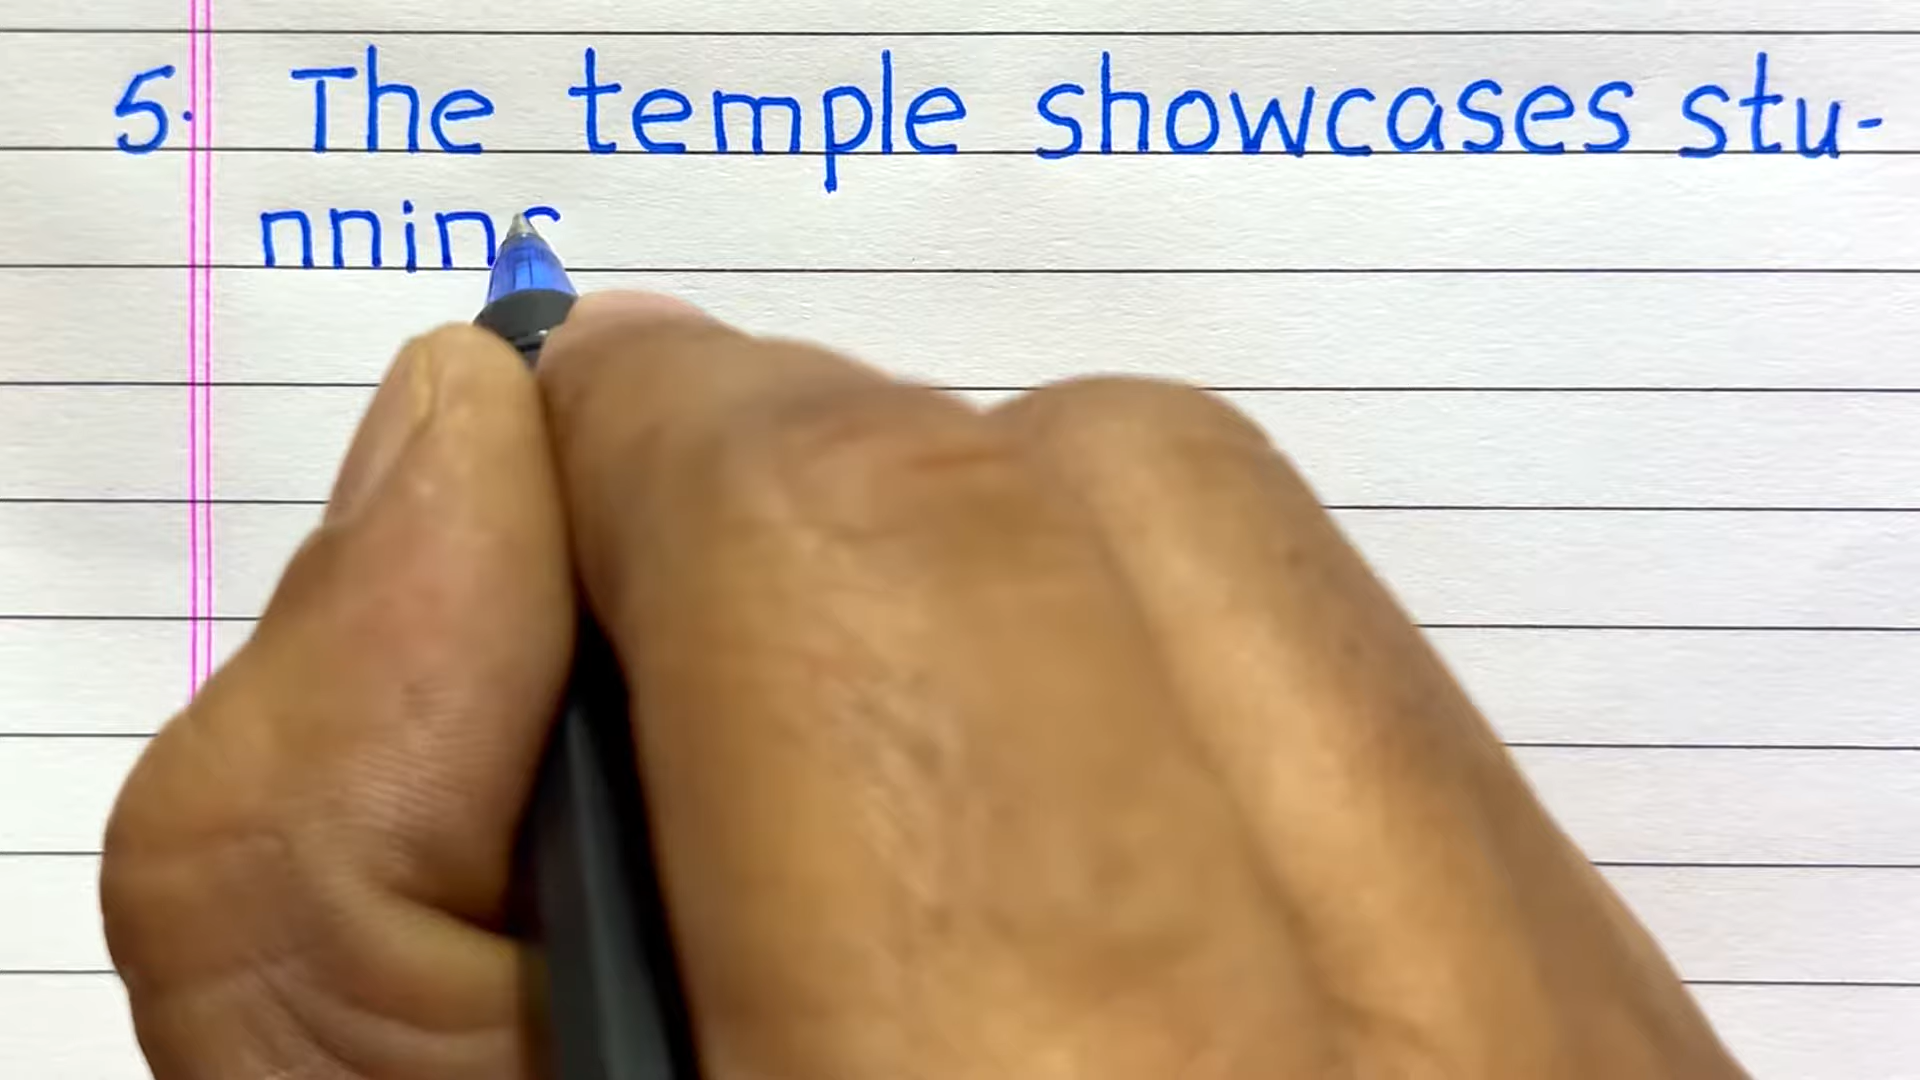 5. The temple showcases stu-
nnin